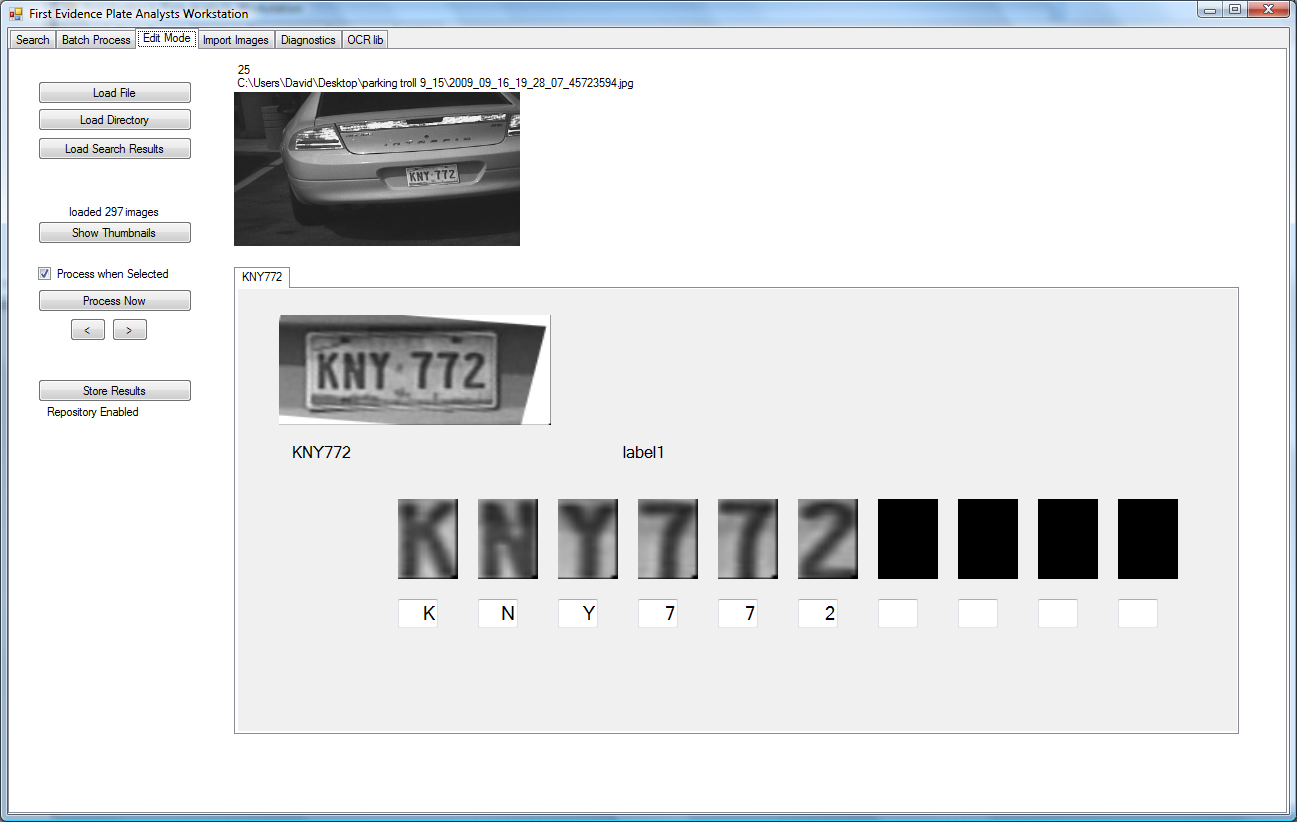 First Evidence Plate Analysts Workstation
Search Batch Process Edit Mode Import Images Diagnostics OCR lib
25
C:\Users\David\Desktop\parking troll 9_15\2009_09_16_19_28_07_45723594.jpg
Load File
Load Directory
Load Search Results
INTREPID
KNY 772
loaded 297 images
Show Thumbnails
Process when Selected
KNY772
Process Now
< >
KNY 772
Store Results
Repository Enabled
KNY772 label1
K N Y 7 7 2
K N Y 7 7 2